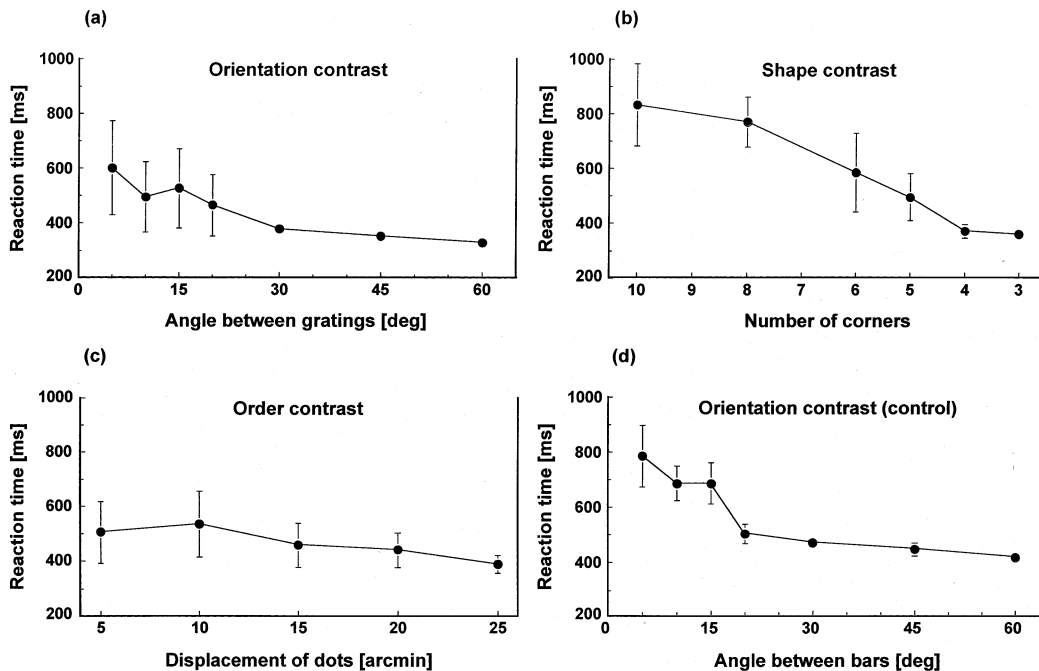 (a)
Orientation contrast
Reaction time [ms]
1000
800
600
400
200
0 15 30 45 60
Angle between gratings [deg]
(b)
Shape contrast
Reaction time [ms]
1000
800
600
400
200
10 9 8 7 6 5 4 3
Number of corners
(c)
Order contrast
Reaction time [ms]
1000
800
600
400
200
5 10 15 20 25
Displacement of dots [arcmin]
(d)
Orientation contrast (control)
Reaction time [ms]
1000
800
600
400
200
0 15 30 45 60
Angle between bars [deg]